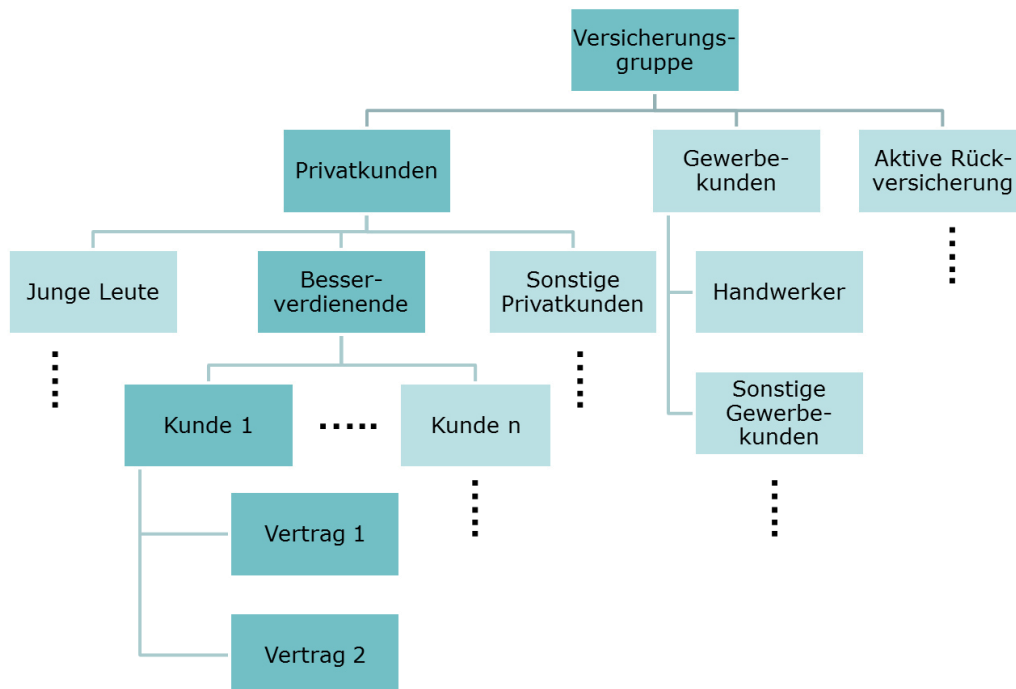 Versicherungs-
gruppe
Privatkunden
Gewerbe-
kunden
Aktive Rück-
versicherung
Junge Leute
Besser-
verdienende
Sonstige
Privatkunden
Handwerker
Kunde 1
Kunde n
Sonstige
Gewerbe-
kunden
Vertrag 1
Vertrag 2